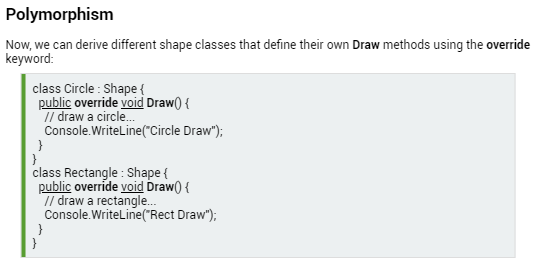 Polymorphism
Now, we can derive different shape classes that define their own Draw methods using the override
keyword:
class Circle : Shape {
public override void Draw() {
// draw a circle...
Console.WriteLine("Circle Draw");
}
}
class Rectangle : Shape {
public override void Draw() {
// draw a rectangle...
Console.WriteLine("Rect Draw");
}
}